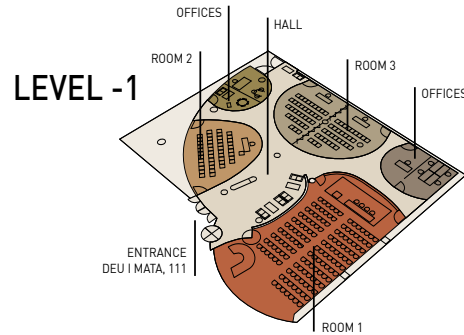 OFFICES
HALL
ROOM 2
ROOM 3
LEVEL -1
OFFICES
ENTRANCE
DEU I MATA, 111
ROOM 1